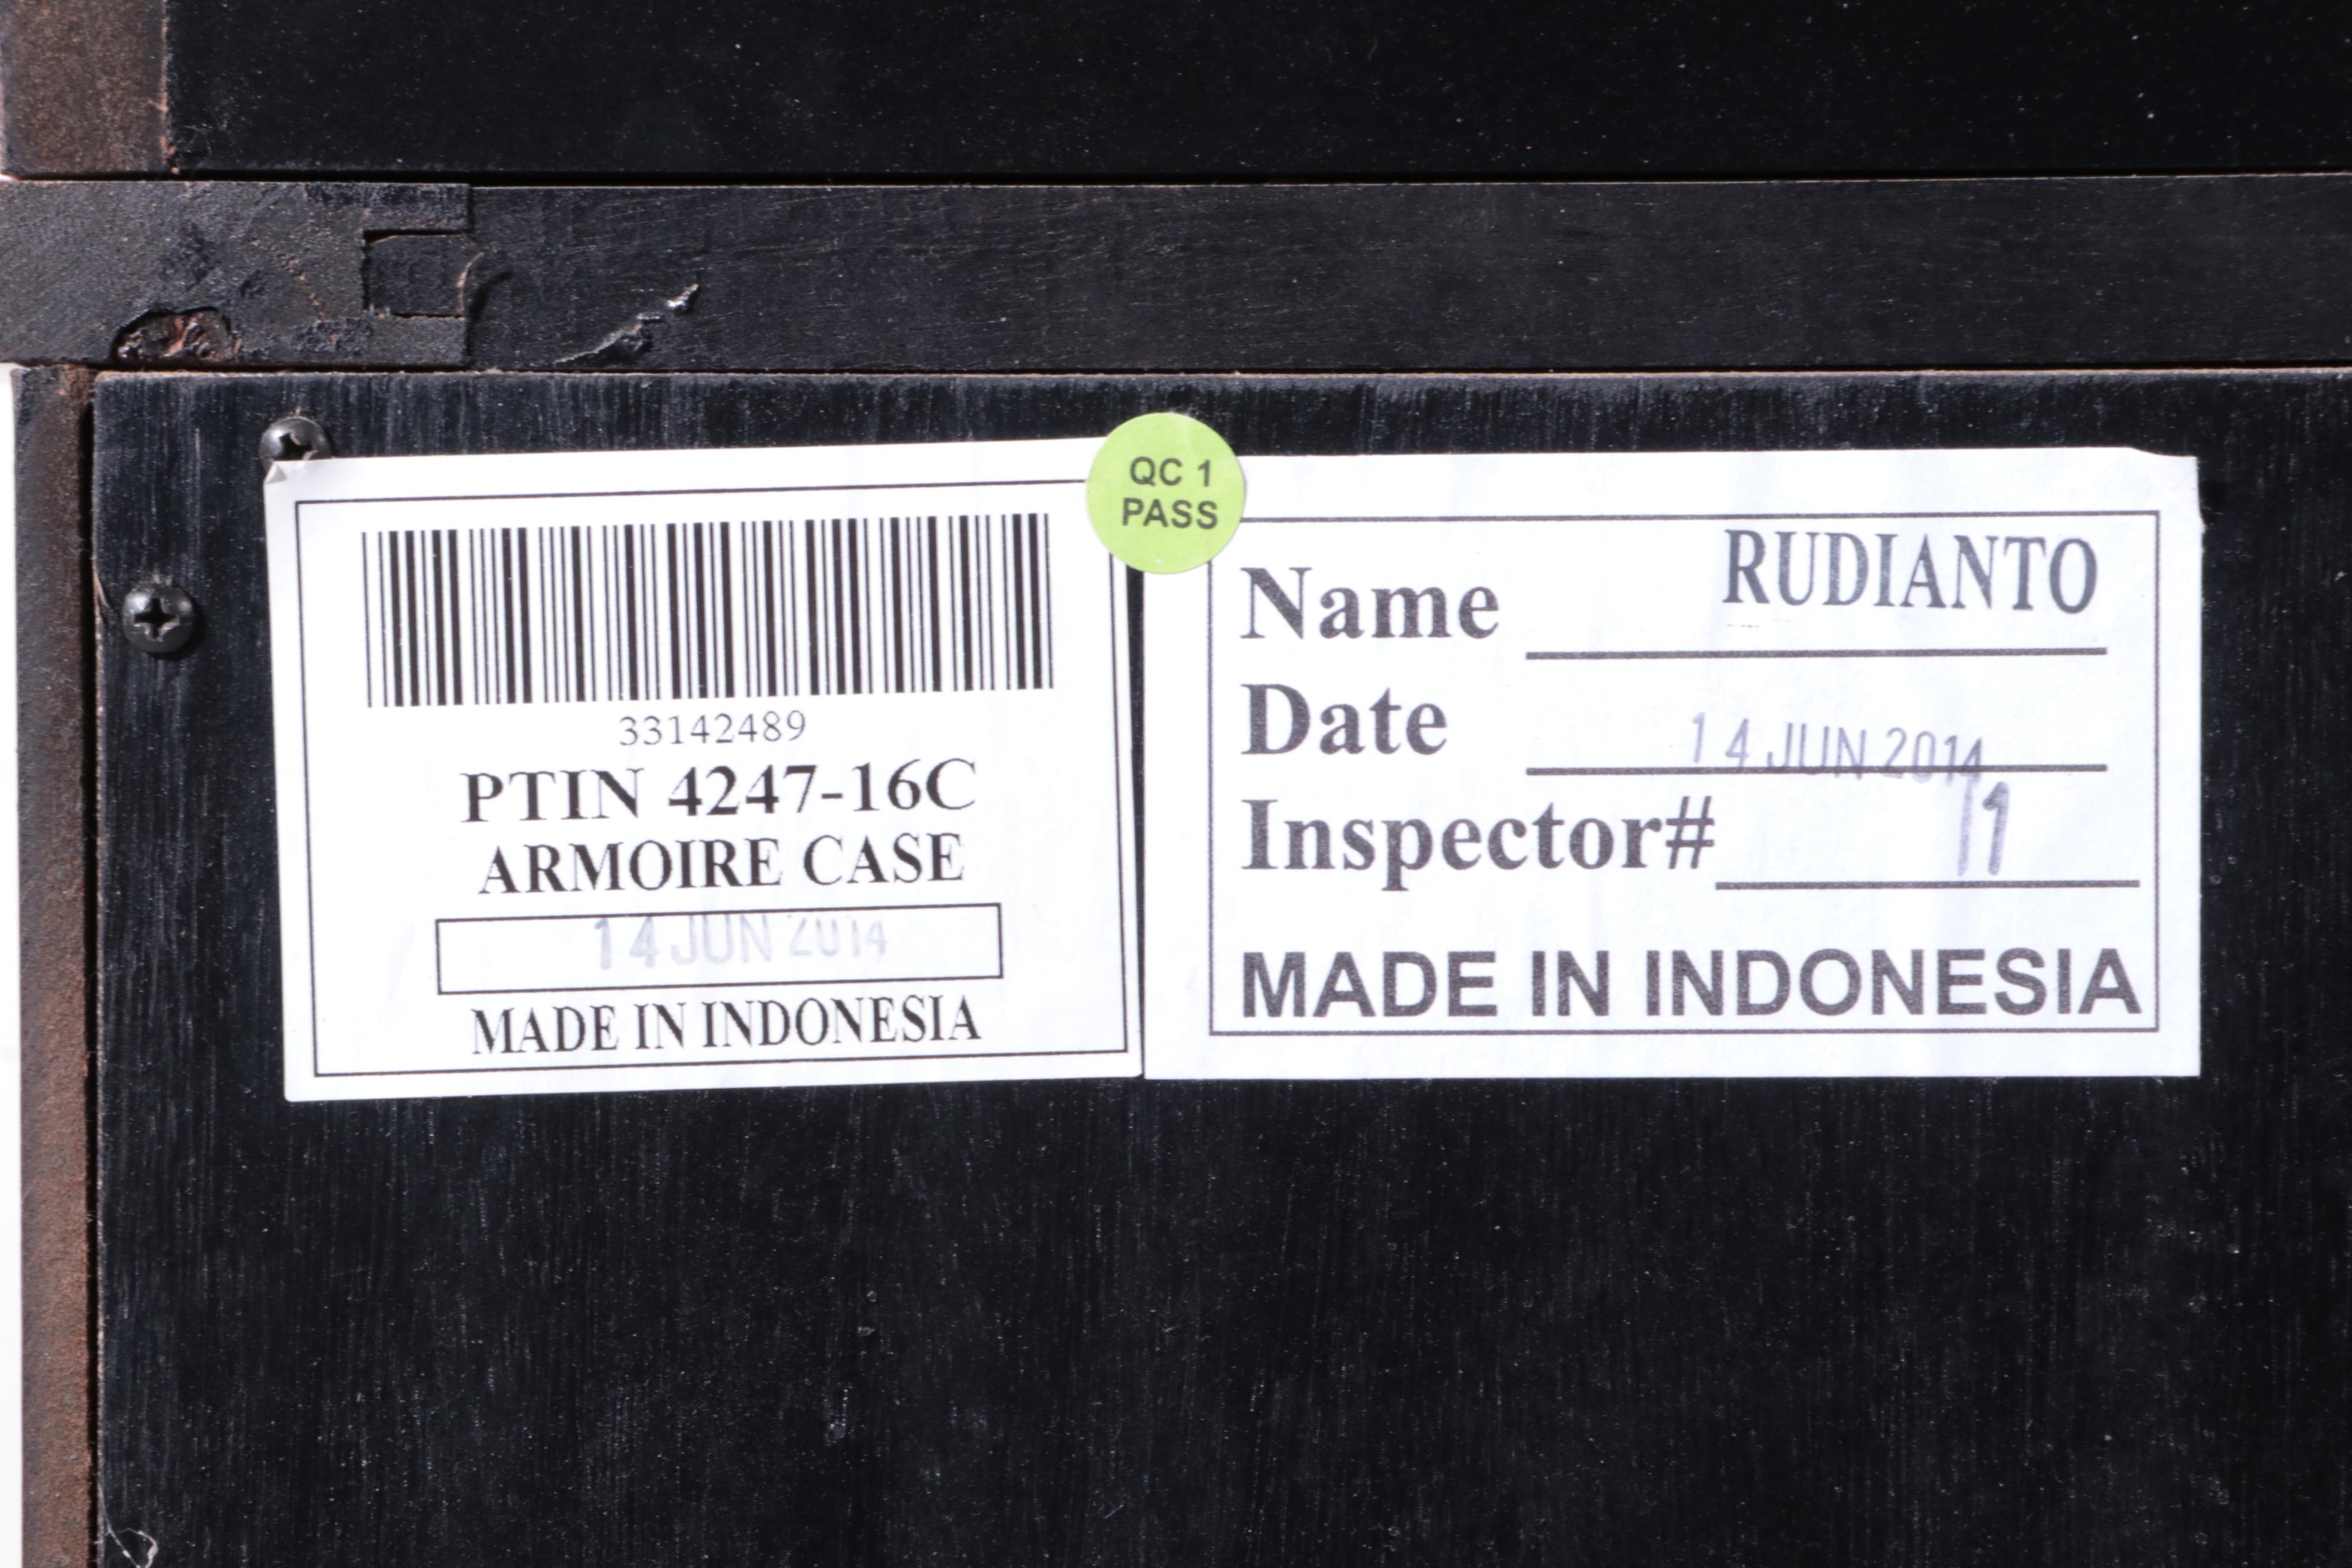 QC 1
PASS
33142489
PTIN 4247-16C
ARMOIRE CASE
14 JUN 2014
MADE IN INDONESIA
Name RUDIANTO
Date 14 JUN 2014
Inspector# 11
MADE IN INDONESIA